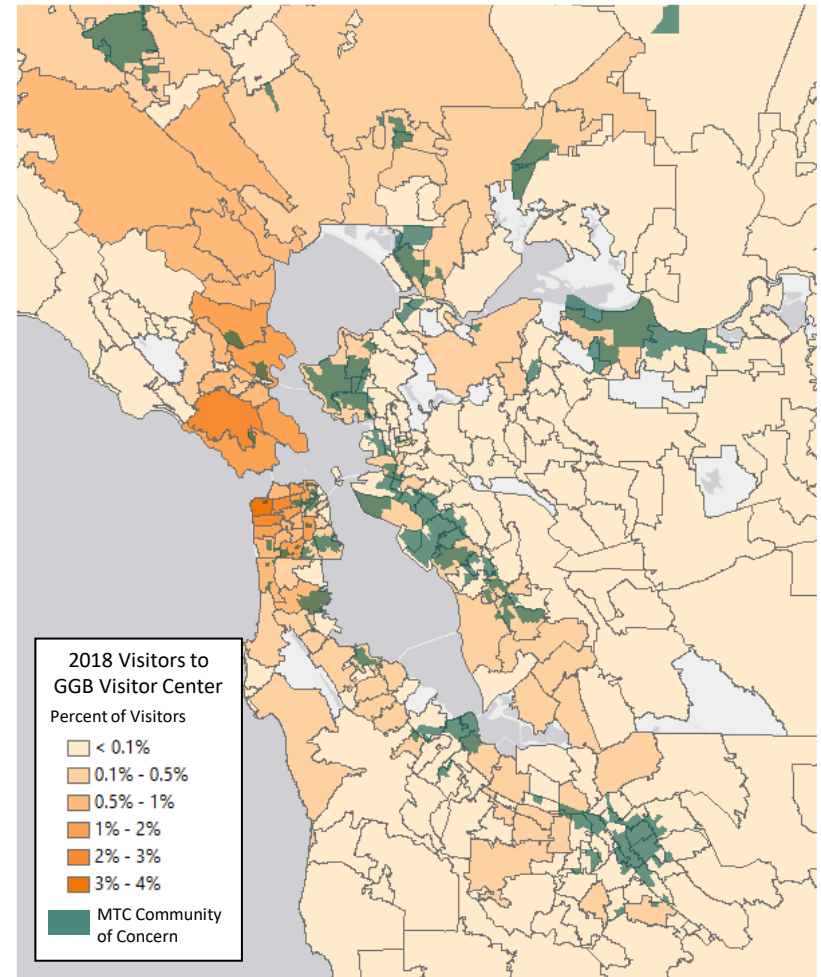 2018 Visitors to
GGB Visitor Center
Percent of Visitors
< 0.1%
0.1% - 0.5%
0.5% - 1%
1% - 2%
2% - 3%
3% - 4%
MTC Community
of Concern